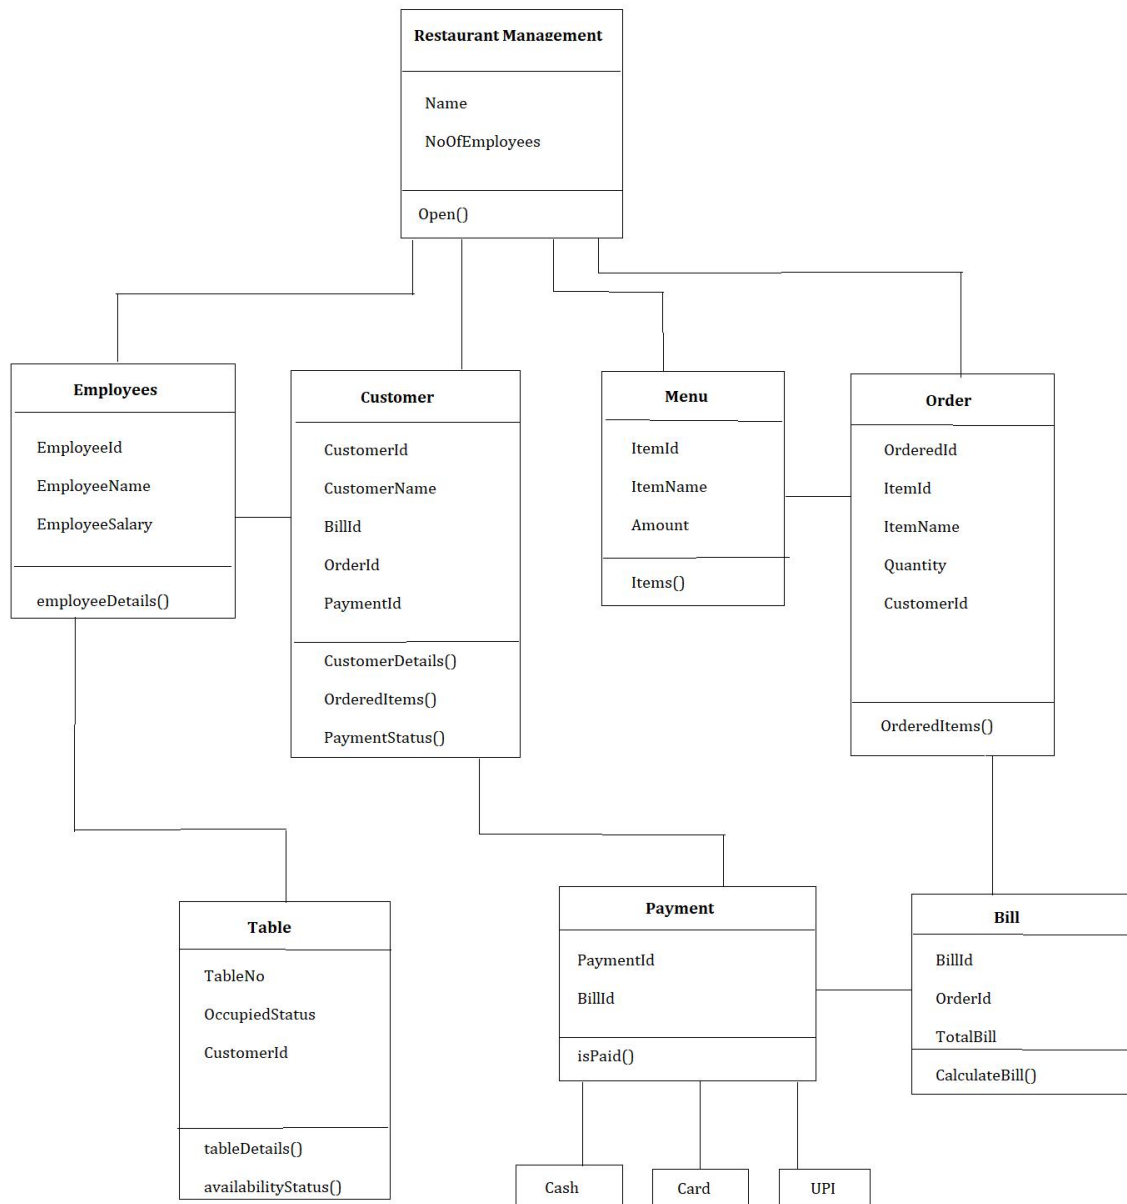 Restaurant Management
Name
NoOfEmployees
Open()
Employees
EmployeeId
EmployeeName
EmployeeSalary
employeeDetails()
Customer
CustomerId
CustomerName
BillId
OrderId
PaymentId
CustomerDetails()
OrderedItems()
PaymentStatus()
Menu
ItemId
ItemName
Amount
Items()
Order
OrderedId
ItemId
ItemName
Quantity
CustomerId
OrderedItems()
Table
TableNo
OccupiedStatus
CustomerId
tableDetails()
availabilityStatus()
Payment
PaymentId
BillId
isPaid()
Bill
BillId
OrderId
TotalBill
CalculateBill()
Cash
Card
UPI